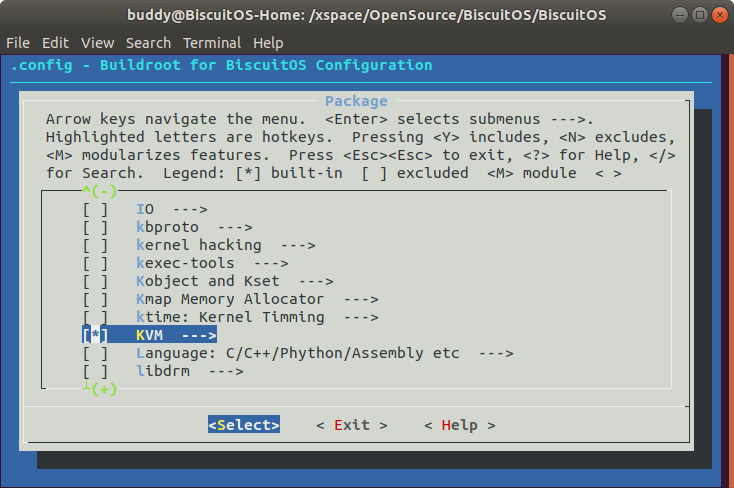 buddy@BiscuitOS-Home: /xspace/OpenSource/BiscuitOS/BiscuitOS
File Edit View Search Terminal Help
.config - Buildroot for BiscuitOS Configuration
Package
Arrow keys navigate the menu. <Enter> selects submenus --->.
Highlighted letters are hotkeys. Pressing <Y> includes, <N> excludes,
<M> modularizes features. Press <Esc><Esc> to exit, <?> for Help, </>
for Search. Legend: [*] built-in [ ] excluded <M> module < >
^(-)
[ ] IO --->
[ ] kbproto --->
[ ] kernel hacking --->
[ ] kexec-tools --->
[ ] Kobject and Kset --->
[ ] Kmap Memory Allocator --->
[ ] ktime: Kernel Timming --->
[*] KVM --->
[ ] Language: C/C++/Phython/Assembly etc --->
[ ] libdrm --->
┴(+)
<Select> < Exit > < Help >